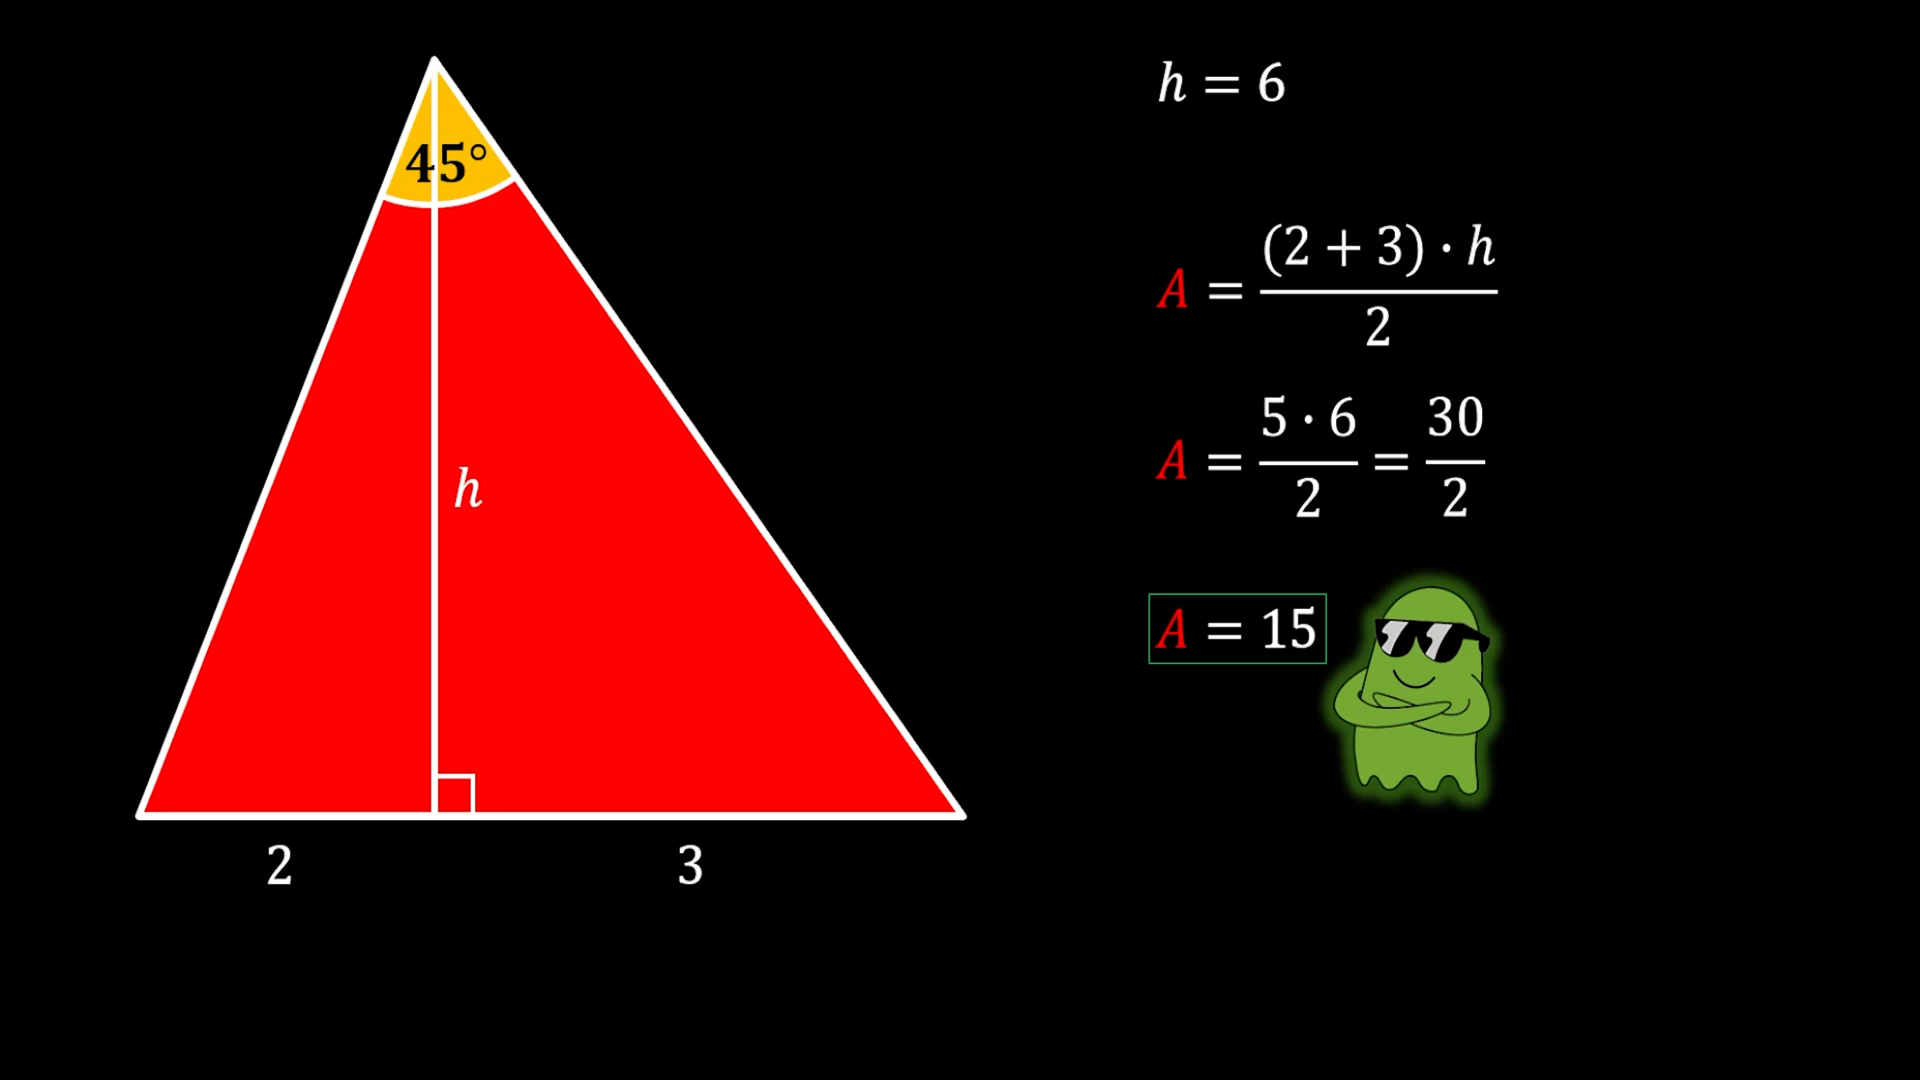 45°
h
2 3
h = 6
A = (2 + 3) · h / 2
A = 5 · 6 / 2 = 30 / 2
A = 15